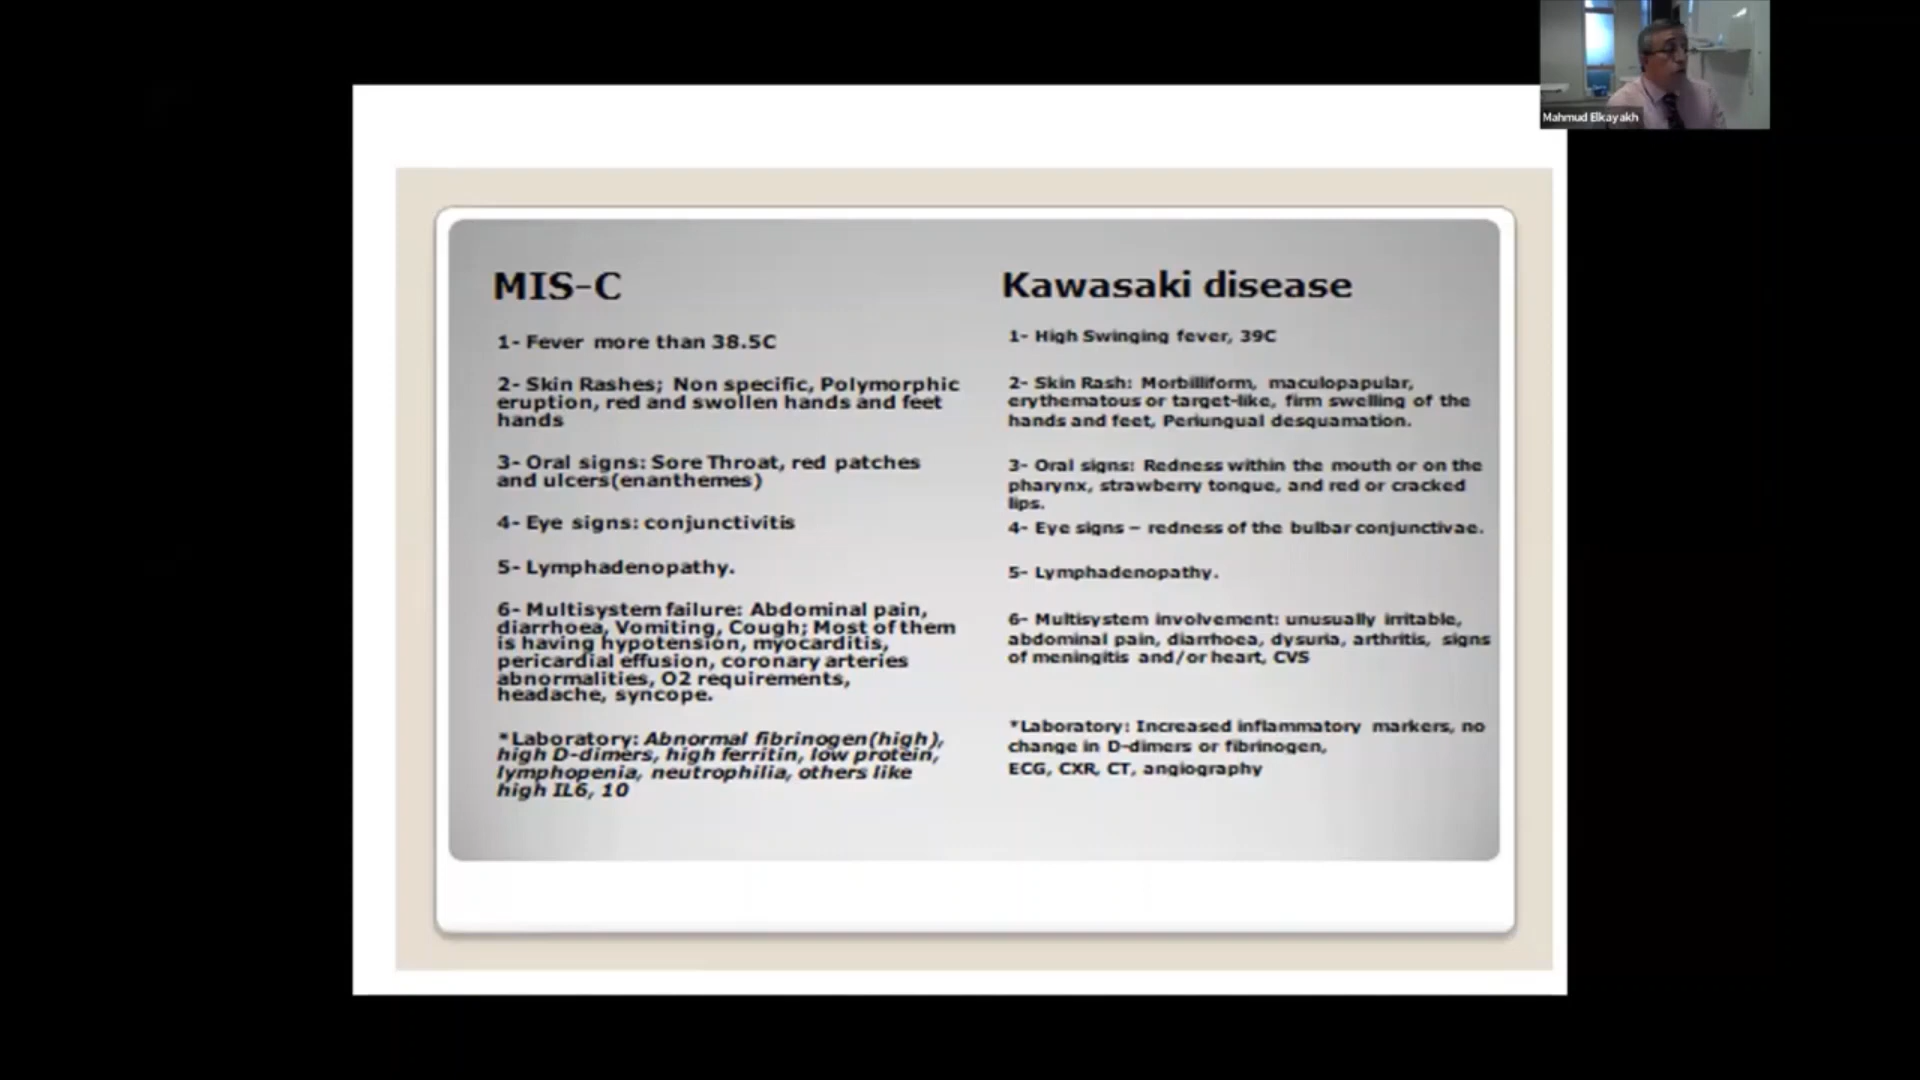 Mahmud Elkayakh
MIS-C
1- Fever more than 38.5C
2- Skin Rashes; Non specific, Polymorphic
eruption, red and swollen hands and feet
hands
3- Oral signs: Sore Throat, red patches
and ulcers(enanthemes)
4- Eye signs: conjunctivitis
5- Lymphadenopathy.
6- Multisystem failure: Abdominal pain,
diarrhoea, Vomiting, Cough; Most of them
is having hypotension, myocarditis,
pericardial effusion, coronary arteries
abnormalities, O2 requirements,
headache, syncope.
*Laboratory: Abnormal fibrinogen(high),
high D-dimers, high ferritin, low protein,
lymphopenia, neutrophilia, others like
high IL6, 10
Kawasaki disease
1- High Swinging fever, 39C
2- Skin Rash: Morbilliform, maculopapular,
erythematous or target-like, firm swelling of the
hands and feet, Periungual desquamation.
3- Oral signs: Redness within the mouth or on the
pharynx, strawberry tongue, and red or cracked
lips.
4- Eye signs – redness of the bulbar conjunctivae.
5- Lymphadenopathy.
6- Multisystem involvement: unusually irritable,
abdominal pain, diarrhoea, dysuria, arthritis, signs
of meningitis and/or heart, CVS
*Laboratory: Increased inflammatory markers, no
change in D-dimers or fibrinogen,
ECG, CXR, CT, angiography